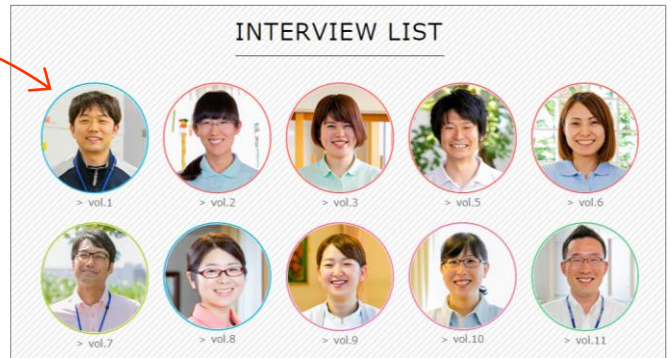 INTERVIEW LIST
> vol.1
> vol.2
> vol.3
> vol.5
> vol.6
> vol.7
> vol.8
> vol.9
> vol.10
> vol.11